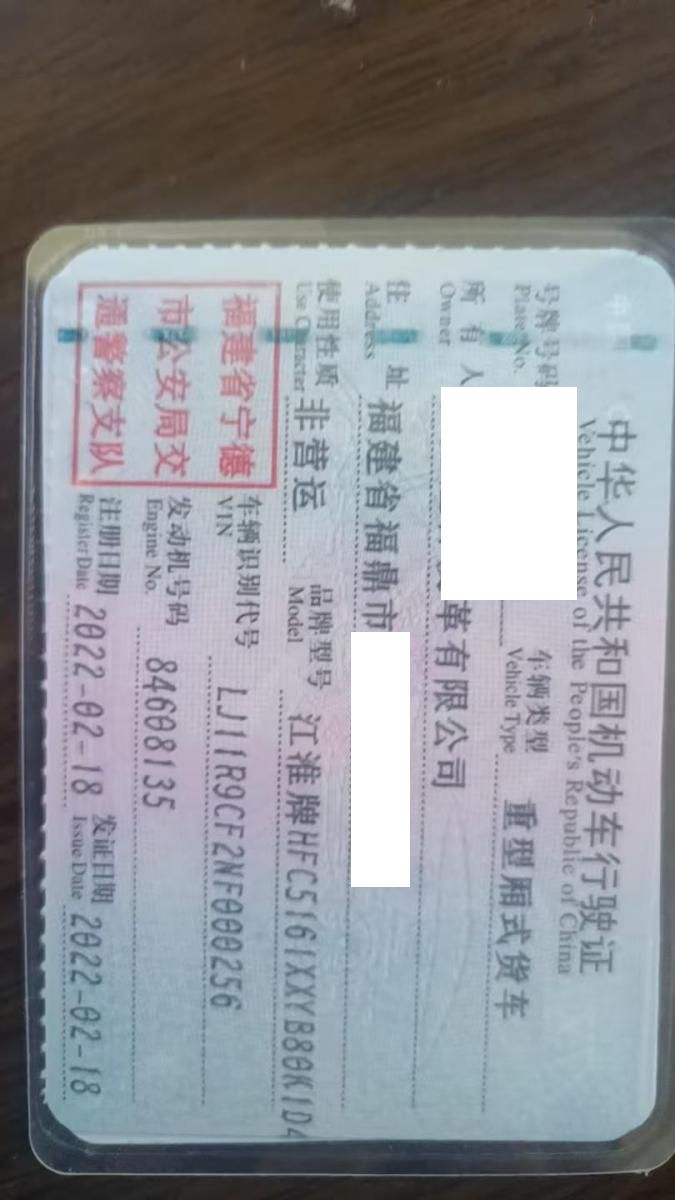 中华人民共和国机动车行驶证
Vehicle License of the People's Republic of China
号牌号码
Plate No.
车辆类型
Vehicle Type
重型厢式货车
所有人
Owner
革有限公司
住址
Address
福建省福鼎市
使用性质
Use Character
非营运
品牌型号
Model
江淮牌HFC5161XXYB80K1D4
福建省宁德
市公安局交
通警察支队
车辆识别代号
VIN
LJ11R9CF2NF000256
发动机号码
Engine No.
84608135
注册日期
Register Date
2022-02-18
发证日期
Issue Date
2022-02-18